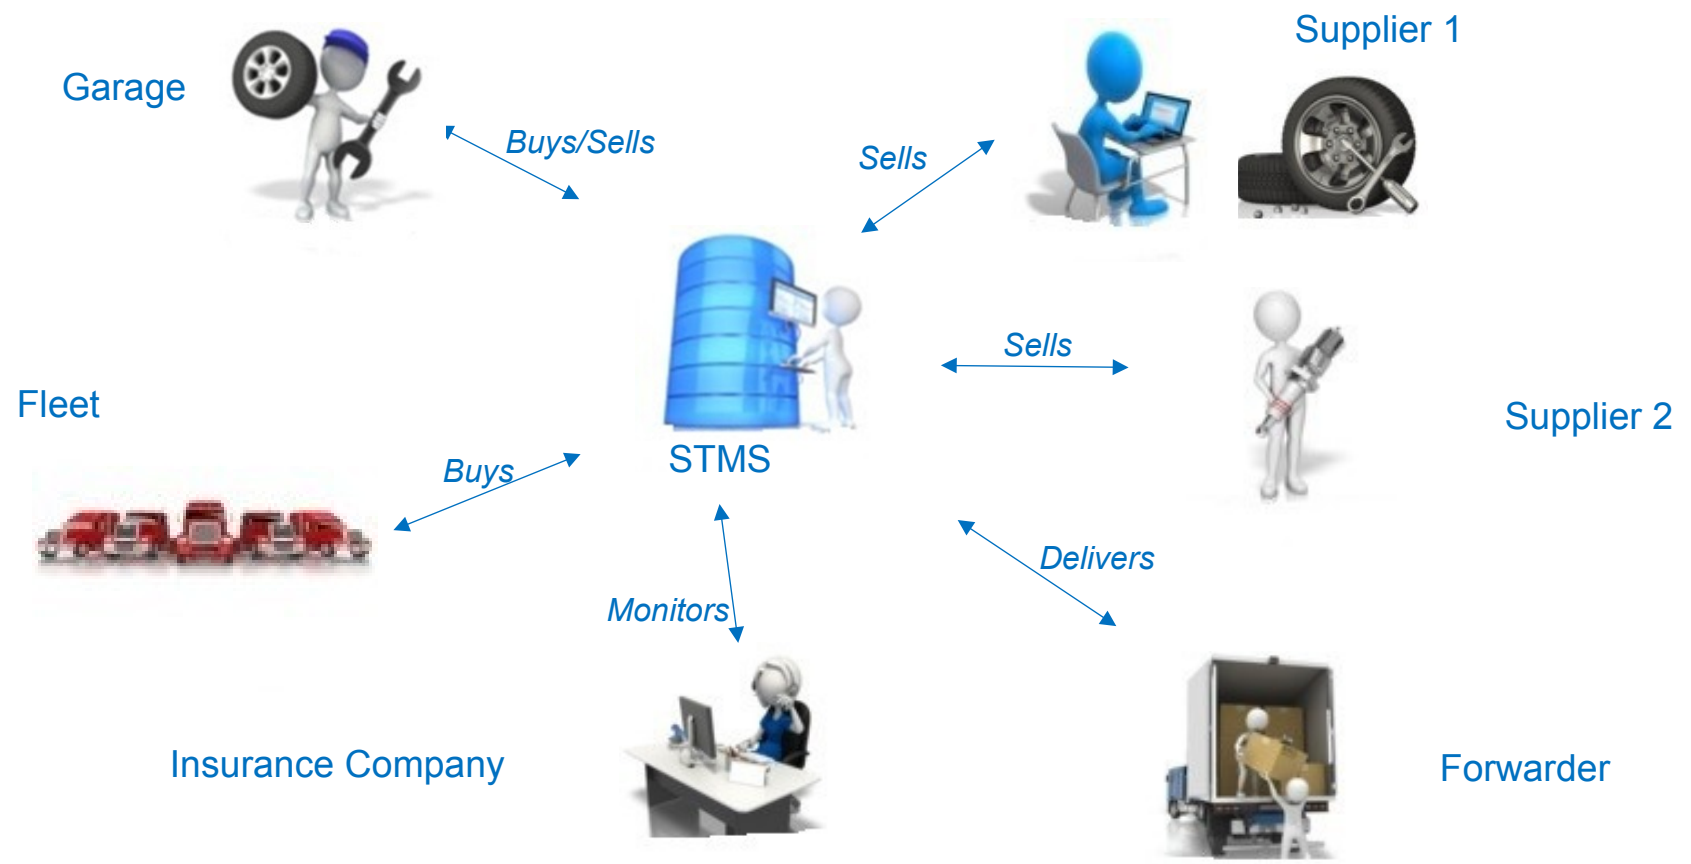 Supplier 1
Garage
Buys/Sells
Sells
Sells
Fleet
Supplier 2
STMS
Buys
Delivers
Monitors
Insurance Company
Forwarder